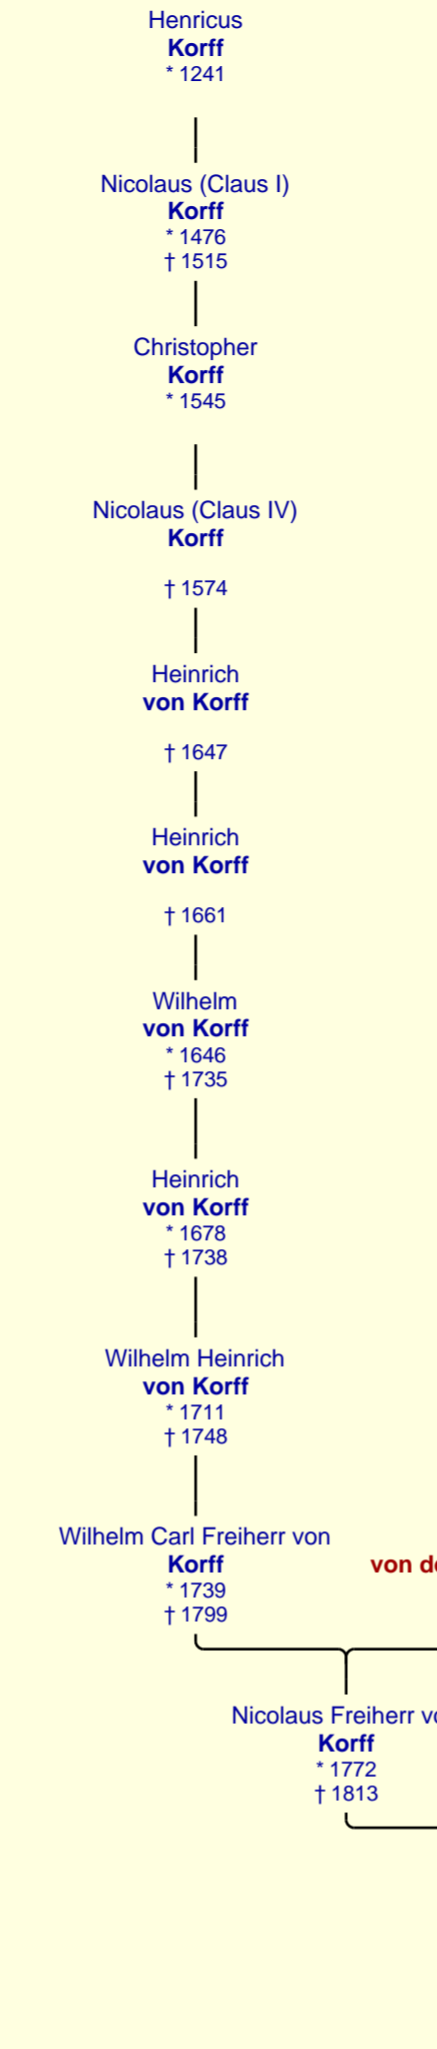 Henricus
Korff
* 1241
Nicolaus (Claus I)
Korff
* 1476
† 1515
Christopher
Korff
* 1545
Nicolaus (Claus IV)
Korff
† 1574
Heinrich
von Korff
† 1647
Heinrich
von Korff
† 1661
Wilhelm
von Korff
* 1646
† 1735
Heinrich
von Korff
* 1678
† 1738
Wilhelm Heinrich
von Korff
* 1711
† 1748
Wilhelm Carl Freiherr von
Korff
von
* 1739
† 1799
Nicolaus Freiherr
Korff
* 1772
† 1813